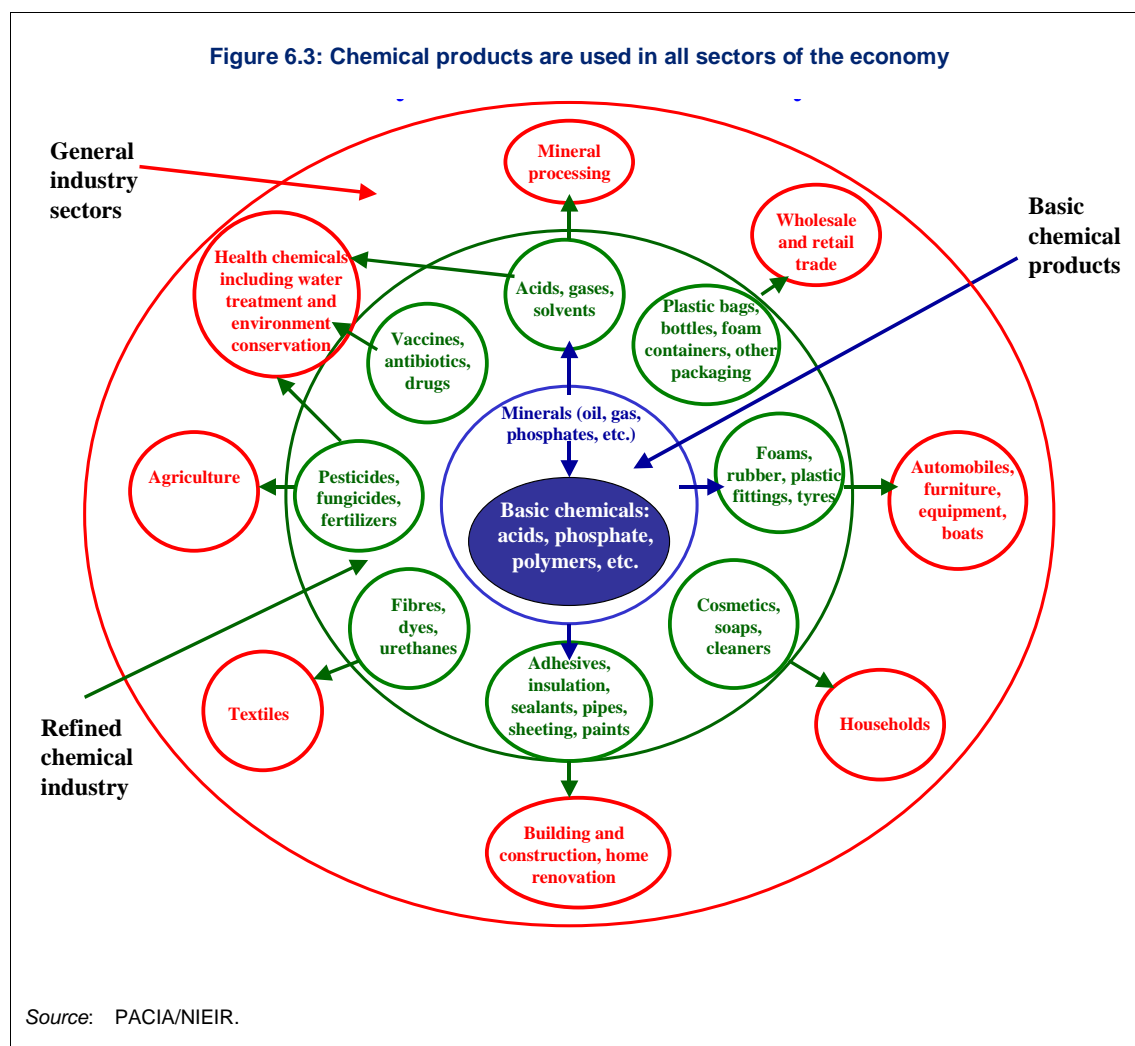 Figure 6.3: Chemical products are used in all sectors of the economy
General
industry
sectors
Mineral
processing
Wholesale
and retail
trade
Basic
chemical
products
Health chemicals
including water
treatment and
environment
conservation
Acids, gases,
solvents
Plastic bags,
bottles, foam
containers, other
packaging
Vaccines,
antibiotics,
drugs
Minerals (oil, gas,
phosphates, etc.)
Foams,
rubber, plastic
fittings, tyres
Automobiles,
furniture,
equipment,
boats
Agriculture
Pesticides,
fungicides,
fertilizers
Basic chemicals:
acids, phosphate,
polymers, etc.
Fibres,
dyes,
urethanes
Cosmetics,
soaps,
cleaners
Adhesives,
insulation,
sealants, pipes,
sheeting, paints
Textiles
Households
Refined
chemical
industry
Building and
construction, home
renovation
Source: PACIA/NIEIR.